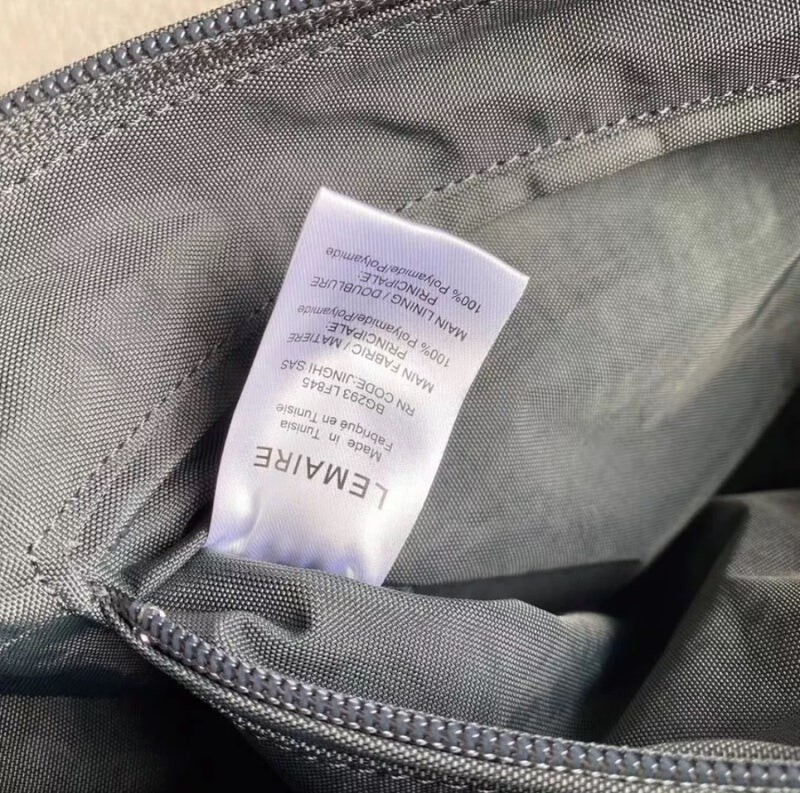 LEMAIRE
Made in Tunisia
Fabriqué en Tunisie
BG293 LF845
RN CODE:JINGHI SAS
MAIN FABRIC / MATIERE
PRINCIPALE:
100% Polyamide/Polyamide
MAIN LINING / DOUBLURE
PRINCIPALE:
100% Polyamide/Polyamide